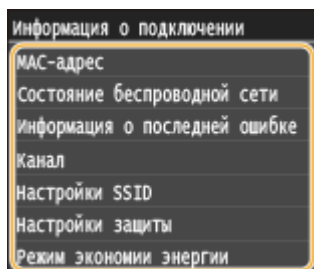 Информация о подключении
MAC-адрес
Состояние беспроводной сети
Информация о последней ошибке
Канал
Настройки SSID
Настройки защиты
Режим экономии энергии